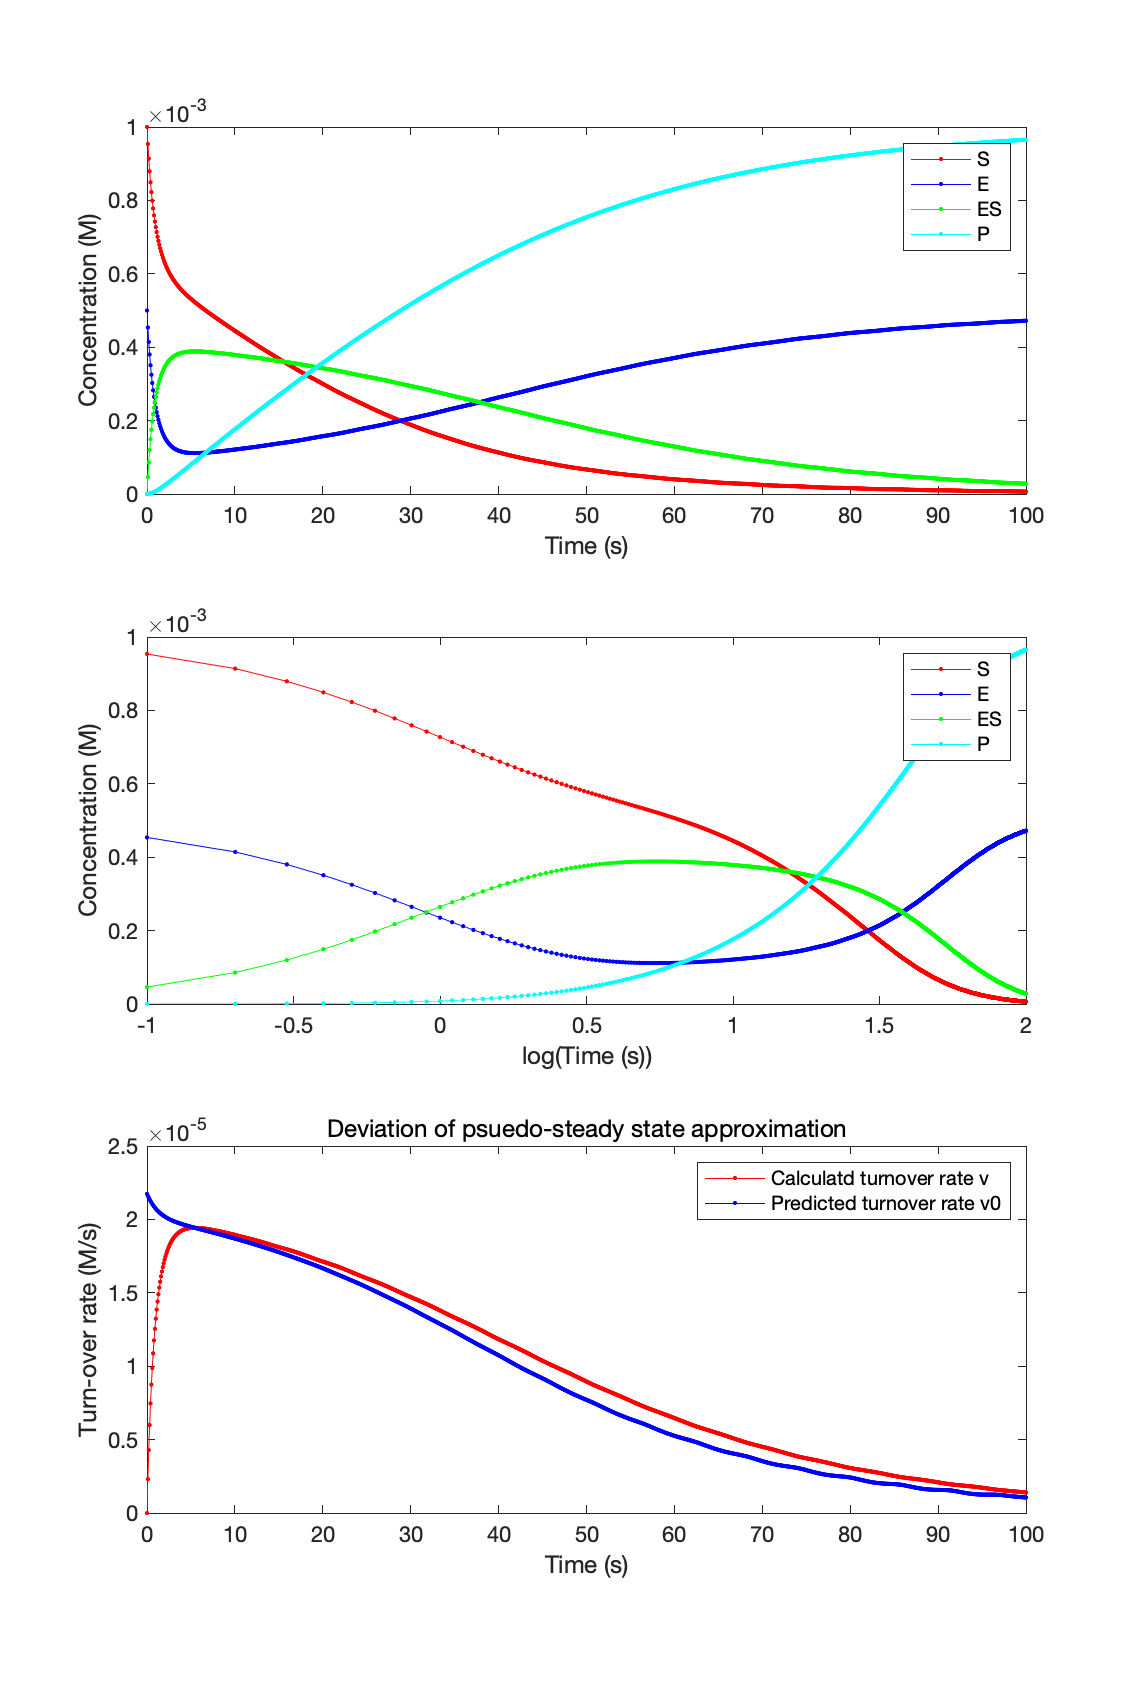 ×10-3
1
0.8
0.6
0.4
0.2
0
Concentration (M)
S
E
ES
P
0 10 20 30 40 50 60 70 80 90 100
Time (s)
×10-3
1
0.8
0.6
0.4
0.2
0
Concentration (M)
S
E
ES
P
-1 -0.5 0 0.5 1 1.5 2
log(Time (s))
Deviation of psuedo-steady state approximation
×10-5
2.5
2
1.5
1
0.5
0
Turn-over rate (M/s)
Calculatd turnover rate v
Predicted turnover rate v0
0 10 20 30 40 50 60 70 80 90 100
Time (s)